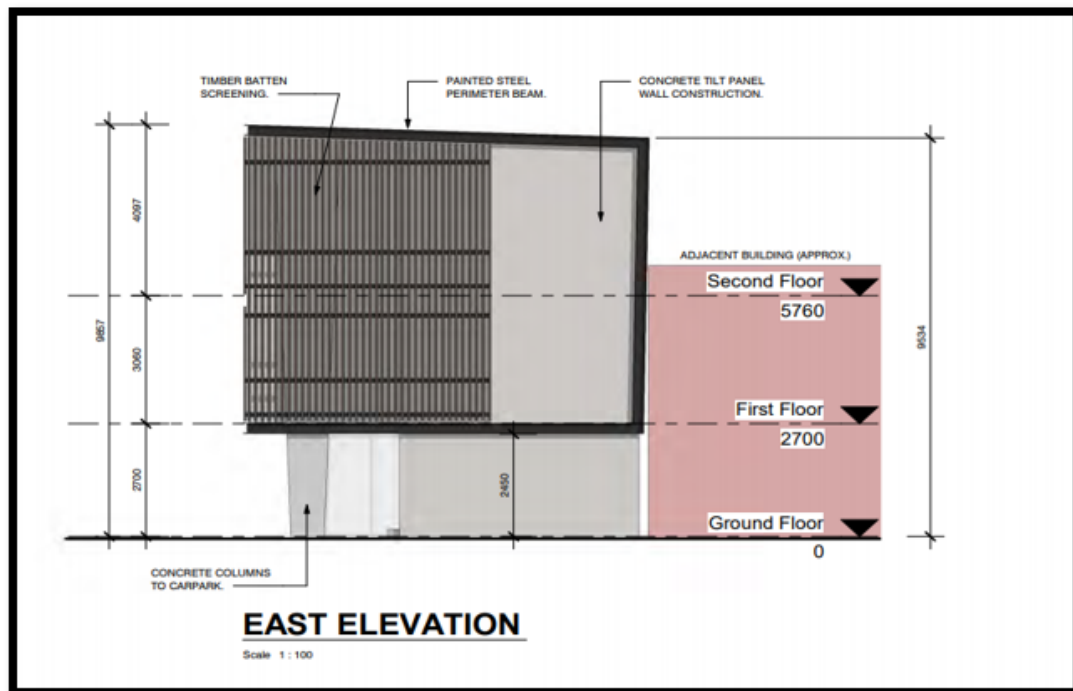 TIMBER BATTEN
SCREENING.
PAINTED STEEL
PERIMETER BEAM.
CONCRETE TILT PANEL
WALL CONSTRUCTION.
4097
9857
3060
2700
2450
9534
ADJACENT BUILDING (APPROX.)
Second Floor
5760
First Floor
2700
Ground Floor
0
CONCRETE COLUMNS
TO CARPARK.
EAST ELEVATION
Scale 1 : 100